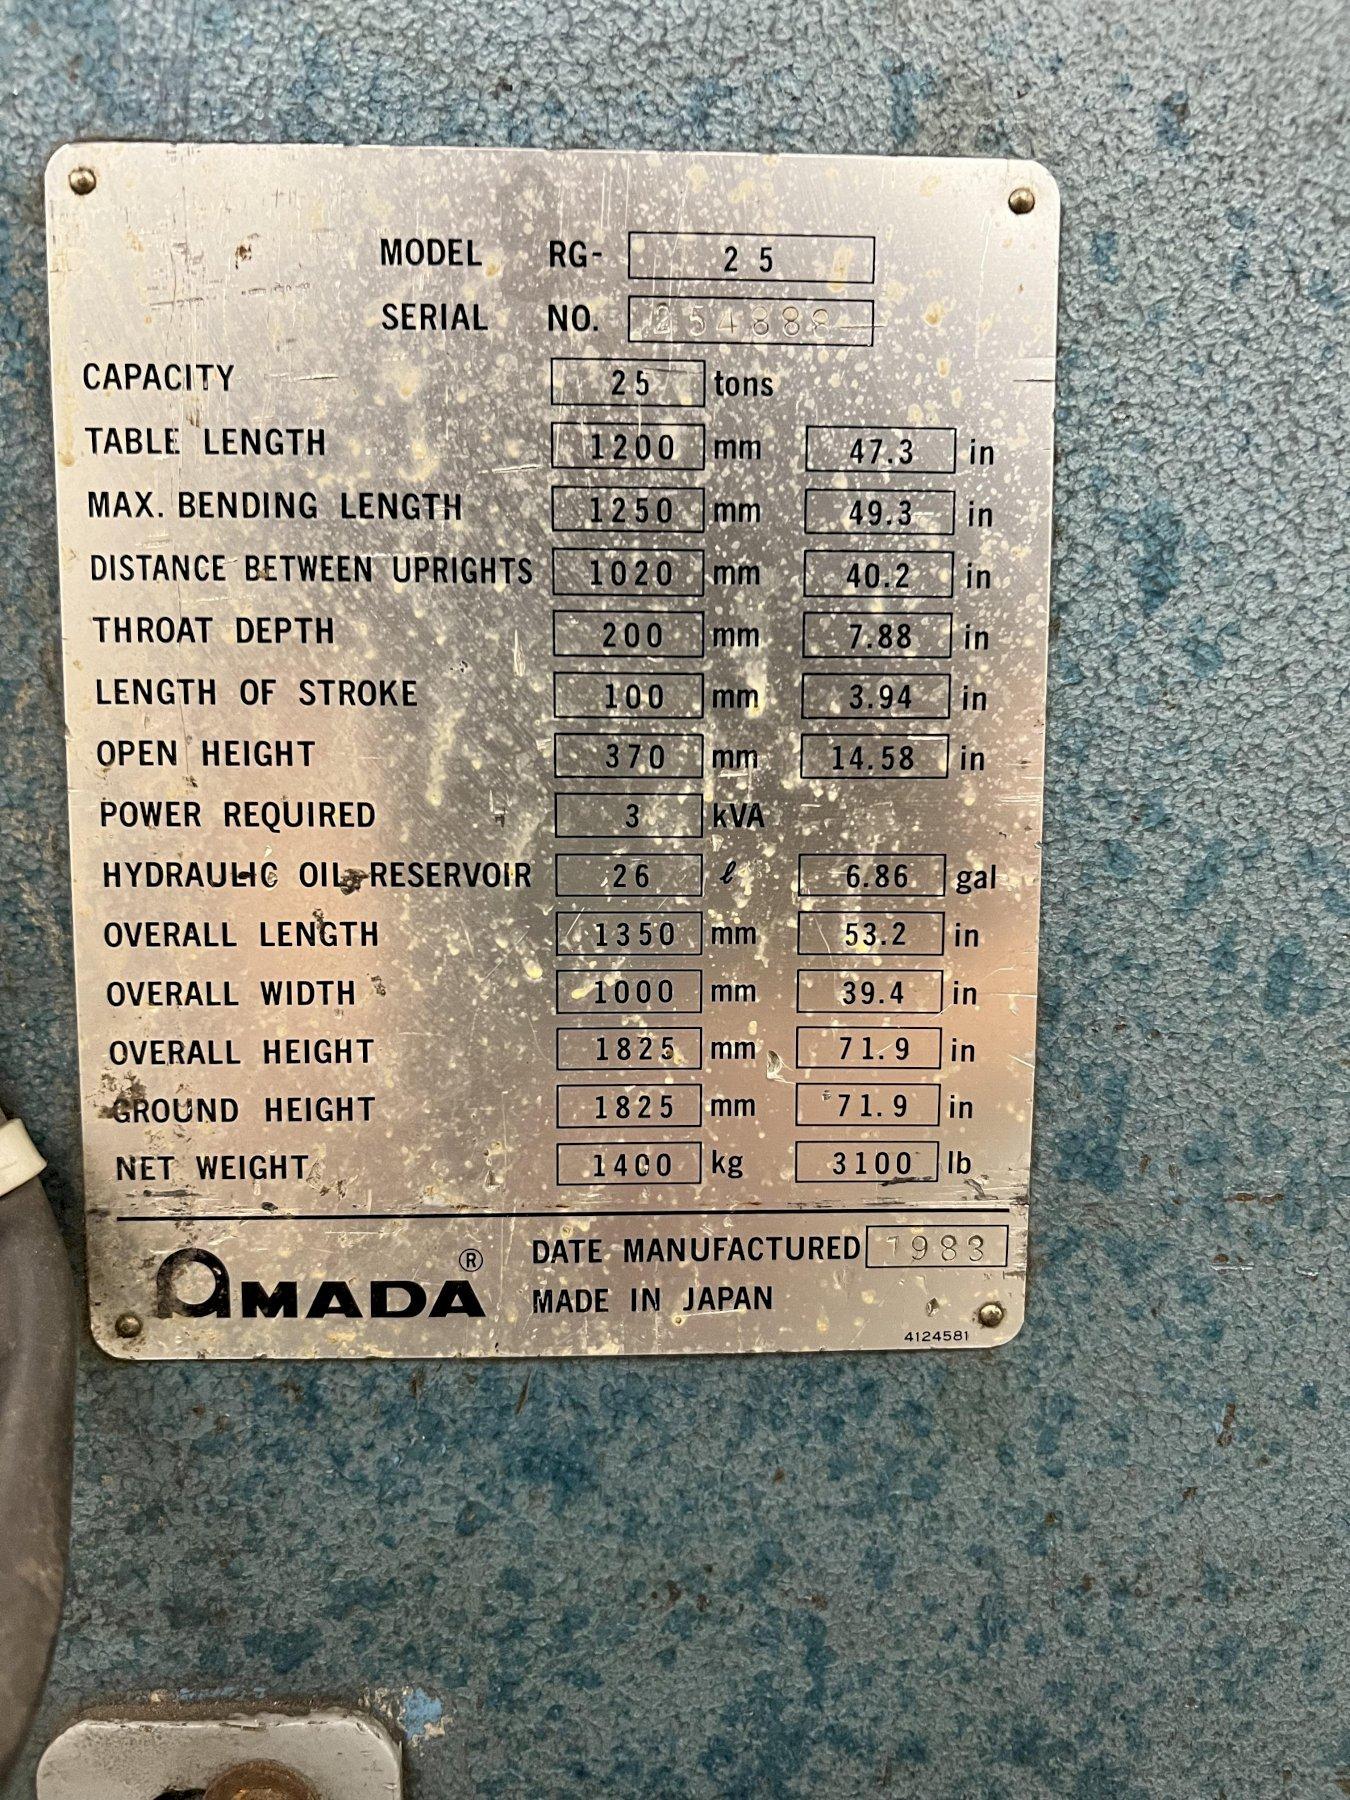 MODEL RG- 25
SERIAL NO. 254888
CAPACITY 25 tons
TABLE LENGTH 1200 mm 47.3 in
MAX. BENDING LENGTH 1250 mm 49.3 in
DISTANCE BETWEEN UPRIGHTS 1020 mm 40.2 in
THROAT DEPTH 200 mm 7.88 in
LENGTH OF STROKE 100 mm 3.94 in
OPEN HEIGHT 370 mm 14.58 in
POWER REQUIRED 3 kVA
HYDRAULIC OIL RESERVOIR 26 ℓ 6.86 gal
OVERALL LENGTH 1350 mm 53.2 in
OVERALL WIDTH 1000 mm 39.4 in
OVERALL HEIGHT 1825 mm 71.9 in
GROUND HEIGHT 1825 mm 71.9 in
NET WEIGHT 1400 kg 3100 lb
AMADA ® DATE MANUFACTURED 1983
MADE IN JAPAN
4124581